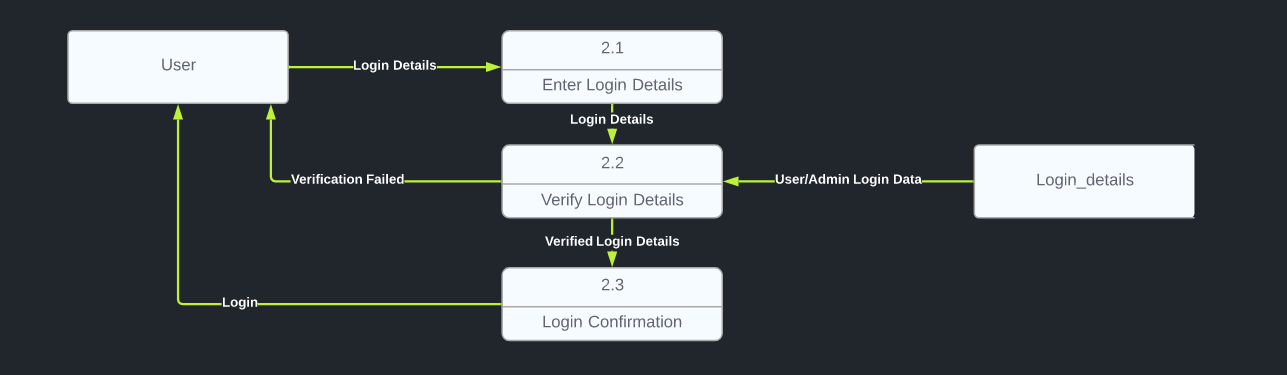 User
Login Details
2.1
Enter Login Details
Login Details
Verification Failed
2.2
Verify Login Details
User/Admin Login Data
Login_details
Verified Login Details
Login
2.3
Login Confirmation